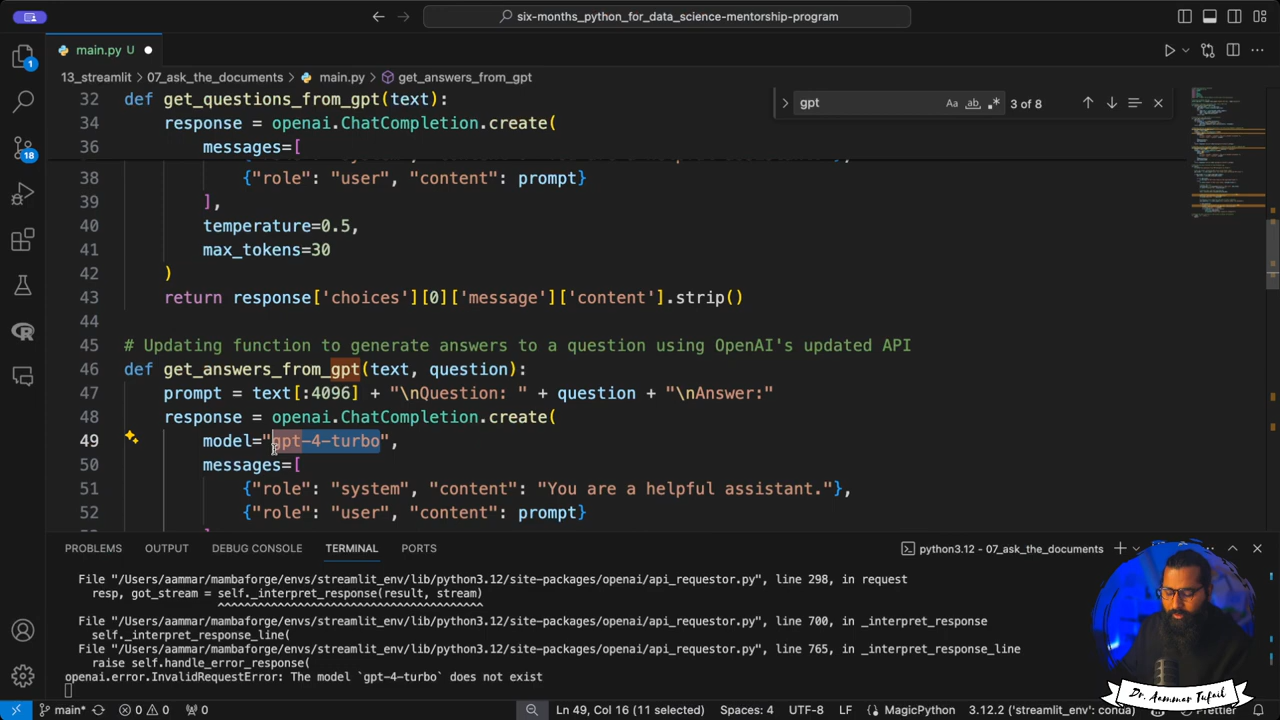 six-months_python_for_data_science-mentorship-program
main.py U
13_streamlit > 07_ask_the_documents > main.py > get_answers_from_gpt
gpt
Aa ab 3 of 8
1
18
32 def get_questions_from_gpt(text):
34 response = openai.ChatCompletion.create(
36 messages=[
38 {"role": "user", "content": prompt}
39 ],
40 temperature=0.5,
41 max_tokens=30
42 )
43 return response['choices'][0]['message']['content'].strip()
44
45 # Updating function to generate answers to a question using OpenAI's updated API
46 def get_answers_from_gpt(text, question):
47 prompt = text[:4096] + "\nQuestion: " + question + "\nAnswer:"
48 response = openai.ChatCompletion.create(
49 model="gpt-4-turbo",
50 messages=[
51 {"role": "system", "content": "You are a helpful assistant."},
52 {"role": "user", "content": prompt}
PROBLEMS OUTPUT DEBUG CONSOLE TERMINAL PORTS
python3.12 - 07_ask_the_documents
File "/Users/aammar/mambaforge/envs/streamlit_env/lib/python3.12/site-packages/openai/api_requestor.py", line 298, in request
resp, got_stream = self._interpret_response(result, stream)
^^^^^^^^^^^^^^^^^^^^^^^^^^^^^^^^^^^^^^^^
File "/Users/aammar/mambaforge/envs/streamlit_env/lib/python3.12/site-packages/openai/api_requestor.py", line 700, in _interpret_response
self._interpret_response_line(
File "/Users/aammar/mambaforge/envs/streamlit_env/lib/python3.12/site-packages/openai/api_requestor.py", line 765, in _interpret_response_line
raise self.handle_error_response(
openai.error.InvalidRequestError: The model `gpt-4-turbo` does not exist
Dr. Aammar Tufail
main* 0 0 0 Ln 49, Col 16 (11 selected) Spaces: 4 UTF-8 LF MagicPython 3.12.2 ('streamlit_env': conda) Prettier